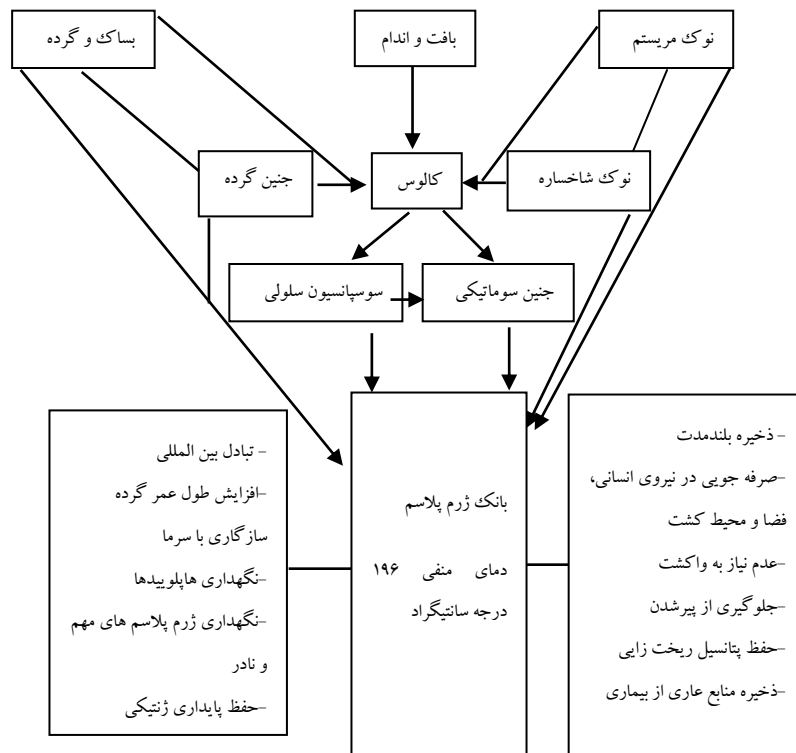 نوک مریستم
بافت و اندام
بساک و گرده
نوک شاخساره
کالوس
جنین گرده
جنین سوماتیکی
سوسپانسیون سلولی
- ذخیره بلندمدت
-صرفه جویی در نیروی انسانی،
فضا و محیط کشت
-عدم نیاز به واکشت
-جلوگیری از پیرشدن
-حفظ پتانسیل ریخت زایی
-ذخیره منابع عاری از بیماری
بانک ژرم پلاسم
دمای منفی ۱۹۶
درجه سانتیگراد
- تبادل بین المللی
-افزایش طول عمر گرده
سازگاری با سرما
-نگهداری هاپلوییدها
-نگهداری ژرم پلاسم های مهم
و نادر
-حفظ پایداری ژنتیکی